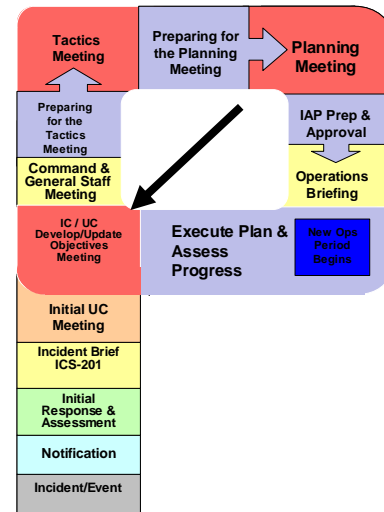 Tactics
Meeting
Preparing for
the Planning
Meeting
Planning
Meeting
Preparing
for the
Tactics
Meeting
IAP Prep &
Approval
Command &
General Staff
Meeting
Operations
Briefing
IC / UC
Develop/Update
Objectives
Meeting
Execute Plan &
Assess
Progress
New Ops
Period
Begins
Initial UC
Meeting
Incident Brief
ICS-201
Initial
Response &
Assessment
Notification
Incident/Event